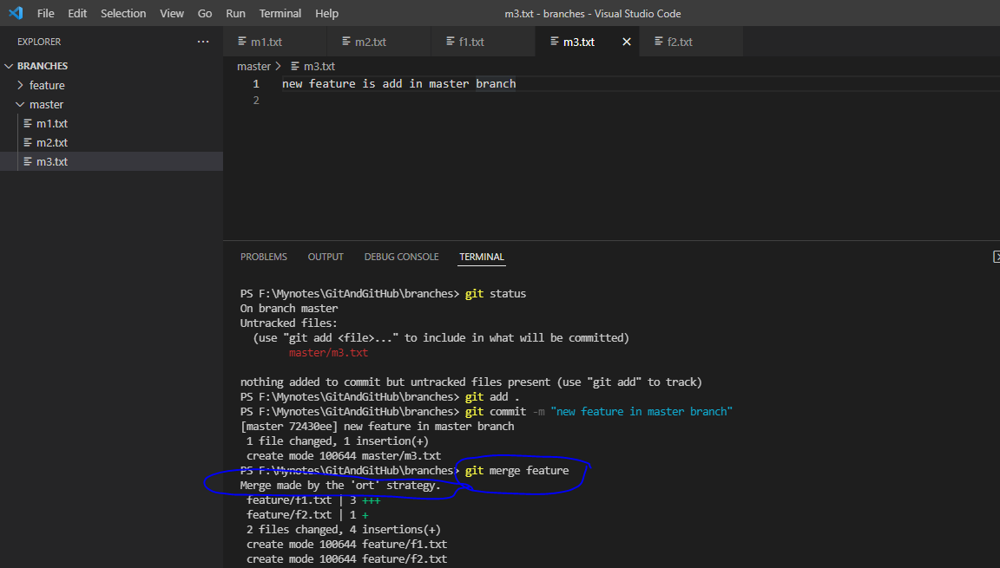 File Edit Selection View Go Run Terminal Help
m3.txt - branches - Visual Studio Code
EXPLORER
...
m1.txt
m2.txt
f1.txt
m3.txt
f2.txt
BRANCHES
feature
master
m1.txt
m2.txt
m3.txt
master > m3.txt
1 new feature is add in master branch
2
PROBLEMS OUTPUT DEBUG CONSOLE TERMINAL
PS F:\Mynotes\GitAndGitHub\branches> git status
On branch master
Untracked files:
(use "git add <file>..." to include in what will be committed)
master/m3.txt
nothing added to commit but untracked files present (use "git add" to track)
PS F:\Mynotes\GitAndGitHub\branches> git add .
PS F:\Mynotes\GitAndGitHub\branches> git commit -m "new feature in master branch"
[master 72430ee] new feature in master branch
1 file changed, 1 insertion(+)
create mode 100644 master/m3.txt
PS F:\Mynotes\GitAndGitHub\branches> git merge feature
Merge made by the 'ort' strategy.
feature/f1.txt | 3 +++
feature/f2.txt | 1 +
2 files changed, 4 insertions(+)
create mode 100644 feature/f1.txt
create mode 100644 feature/f2.txt